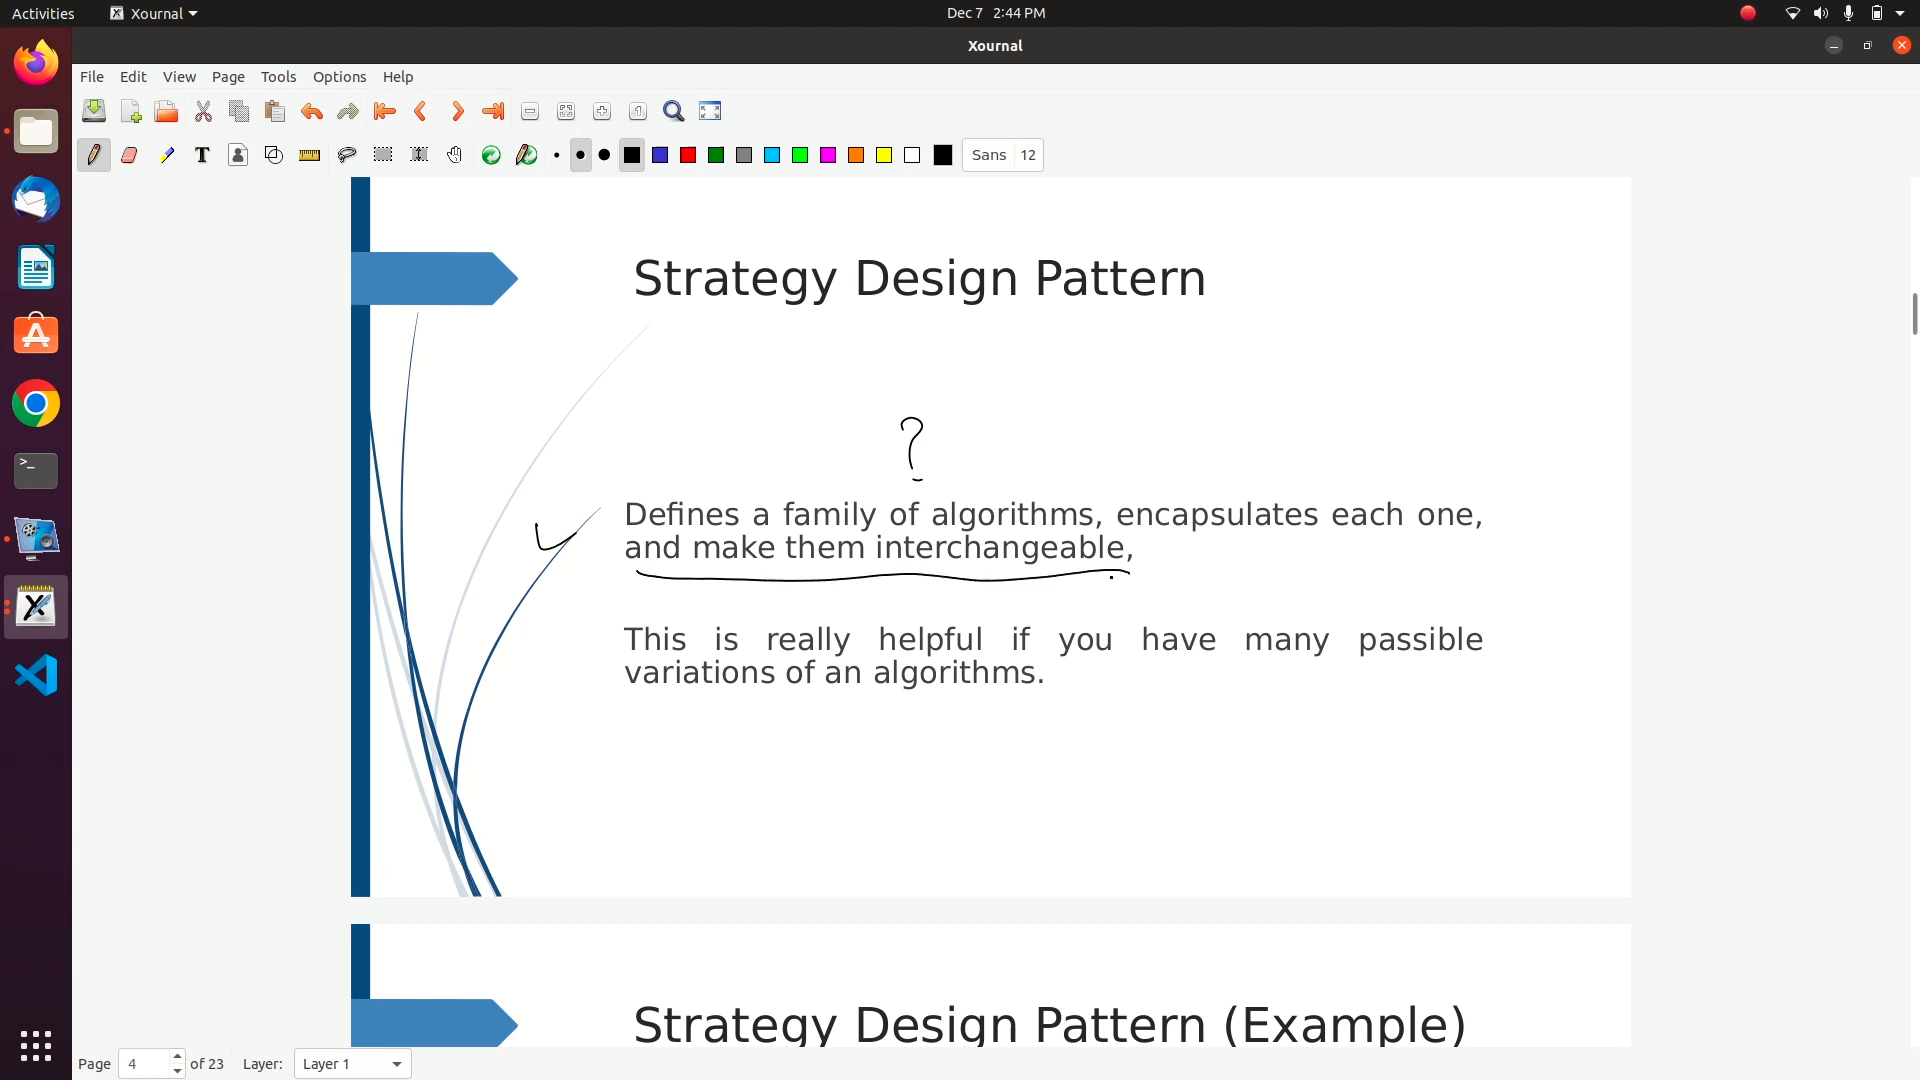 Activities
Xournal
Dec 7 2:44 PM
Xournal
File Edit View Page Tools Options Help
T
Sans 12
Strategy Design Pattern
?
Defines a family of algorithms, encapsulates each one,
and make them interchangeable,
This is really helpful if you have many passible
variations of an algorithms.
Strategy Design Pattern (Example)
Page 4 of 23 Layer: Layer 1